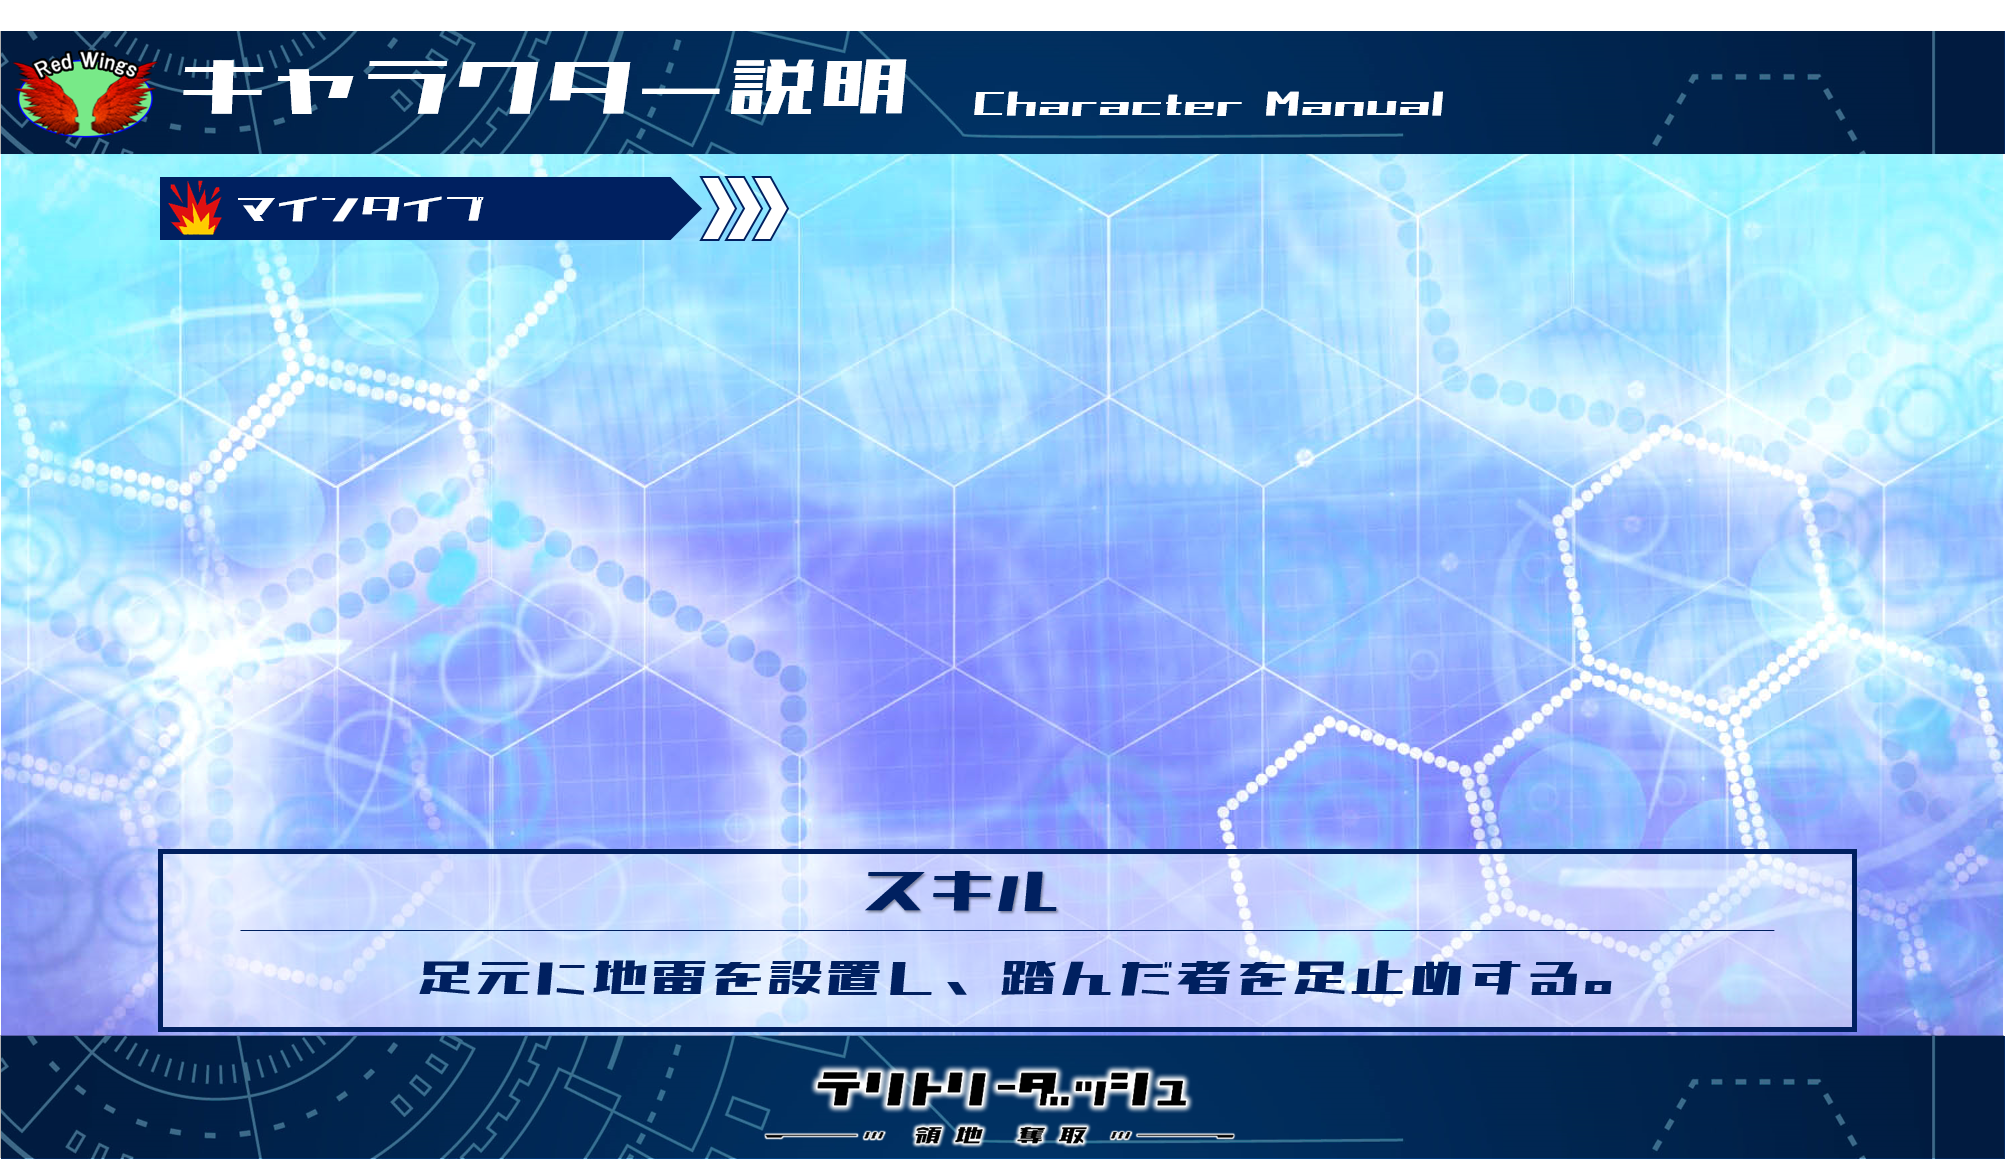 Red Wings
キャラクター説明 Character Manual
マインタイプ
スキル
足元に地雷を設置し、踏んだ者を足止めする。
テリトリーダッシュ
領地 奪取